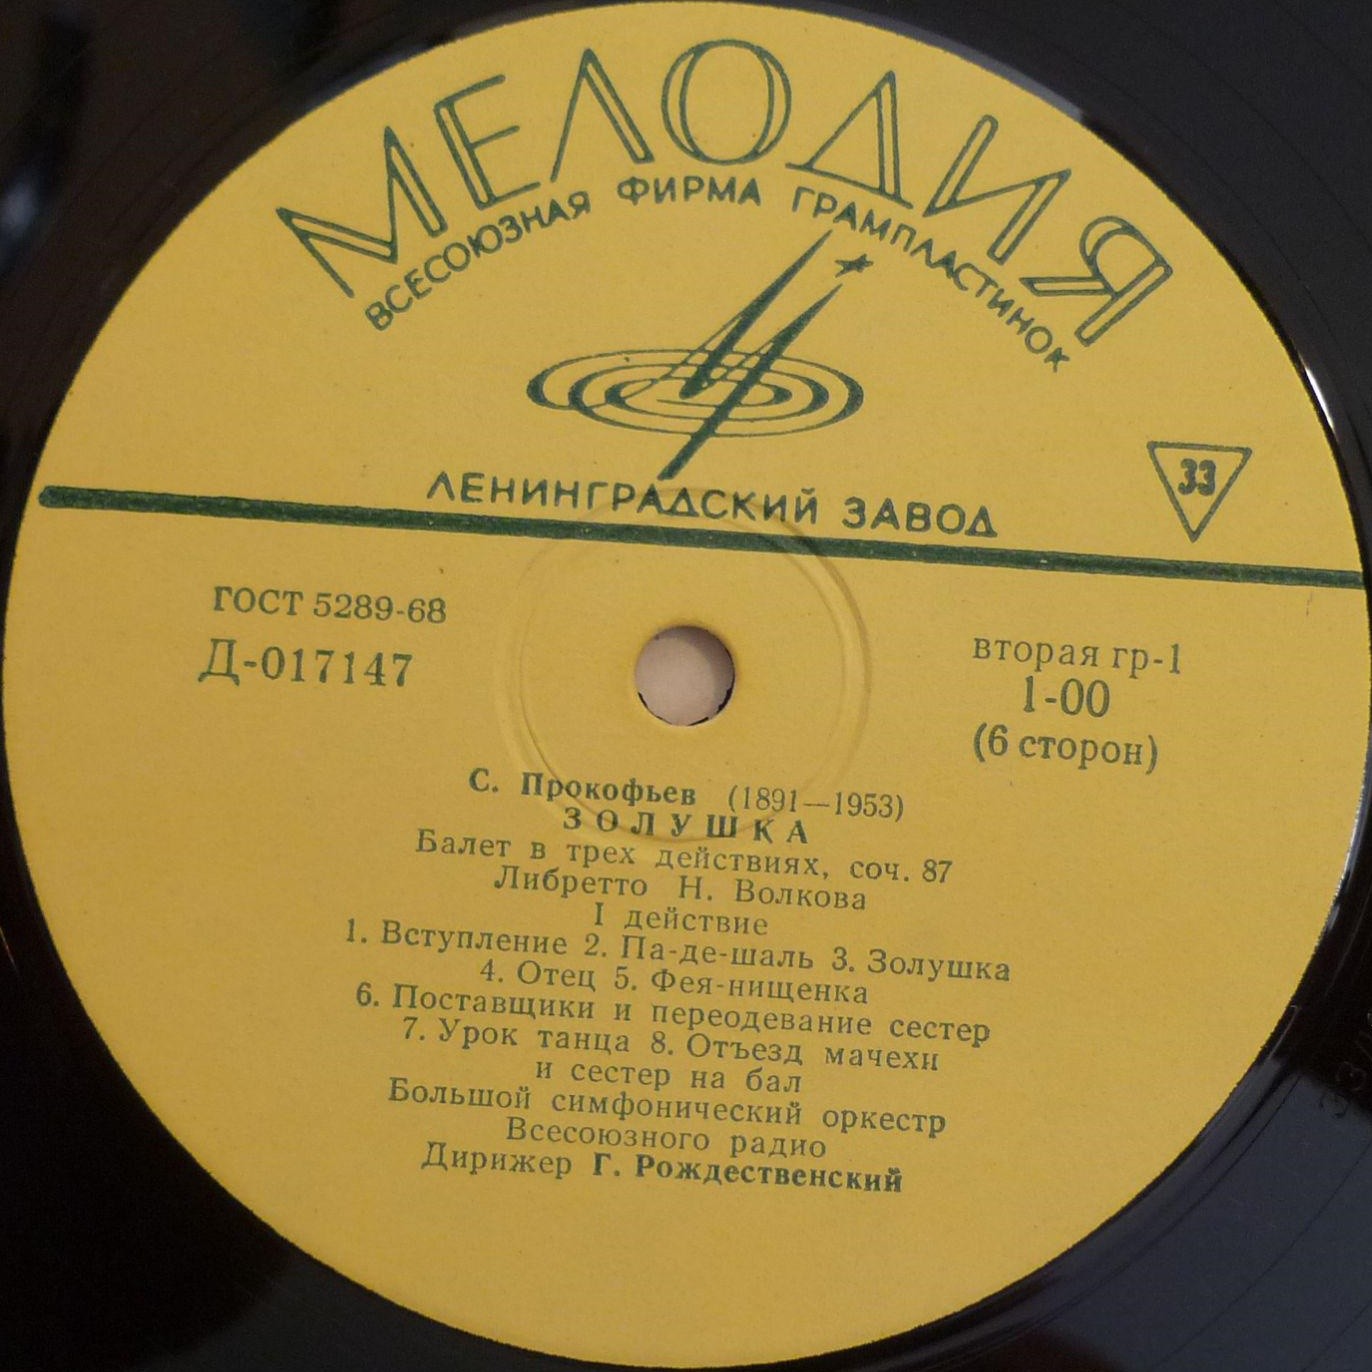 МЕЛОДИЯ
ВСЕСОЮЗНАЯ ФИРМА ГРАМПЛАСТИНОК
33
ЛЕНИНГРАДСКИЙ ЗАВОД
ГОСТ 5289-68
Д-017147
вторая гр-1
1-00
(6 сторон)
С. Прокофьев (1891—1953)
ЗОЛУШКА
Балет в трех действиях, соч. 87
Либретто Н. Волкова
I действие
1. Вступление 2. Па-де-шаль 3. Золушка
4. Отец 5. Фея-нищенка
6. Поставщики и переодевание сестер
7. Урок танца 8. Отъезд мачехи
и сестер на бал
Большой симфонический оркестр
Всесоюзного радио
Дирижер Г. Рождественский